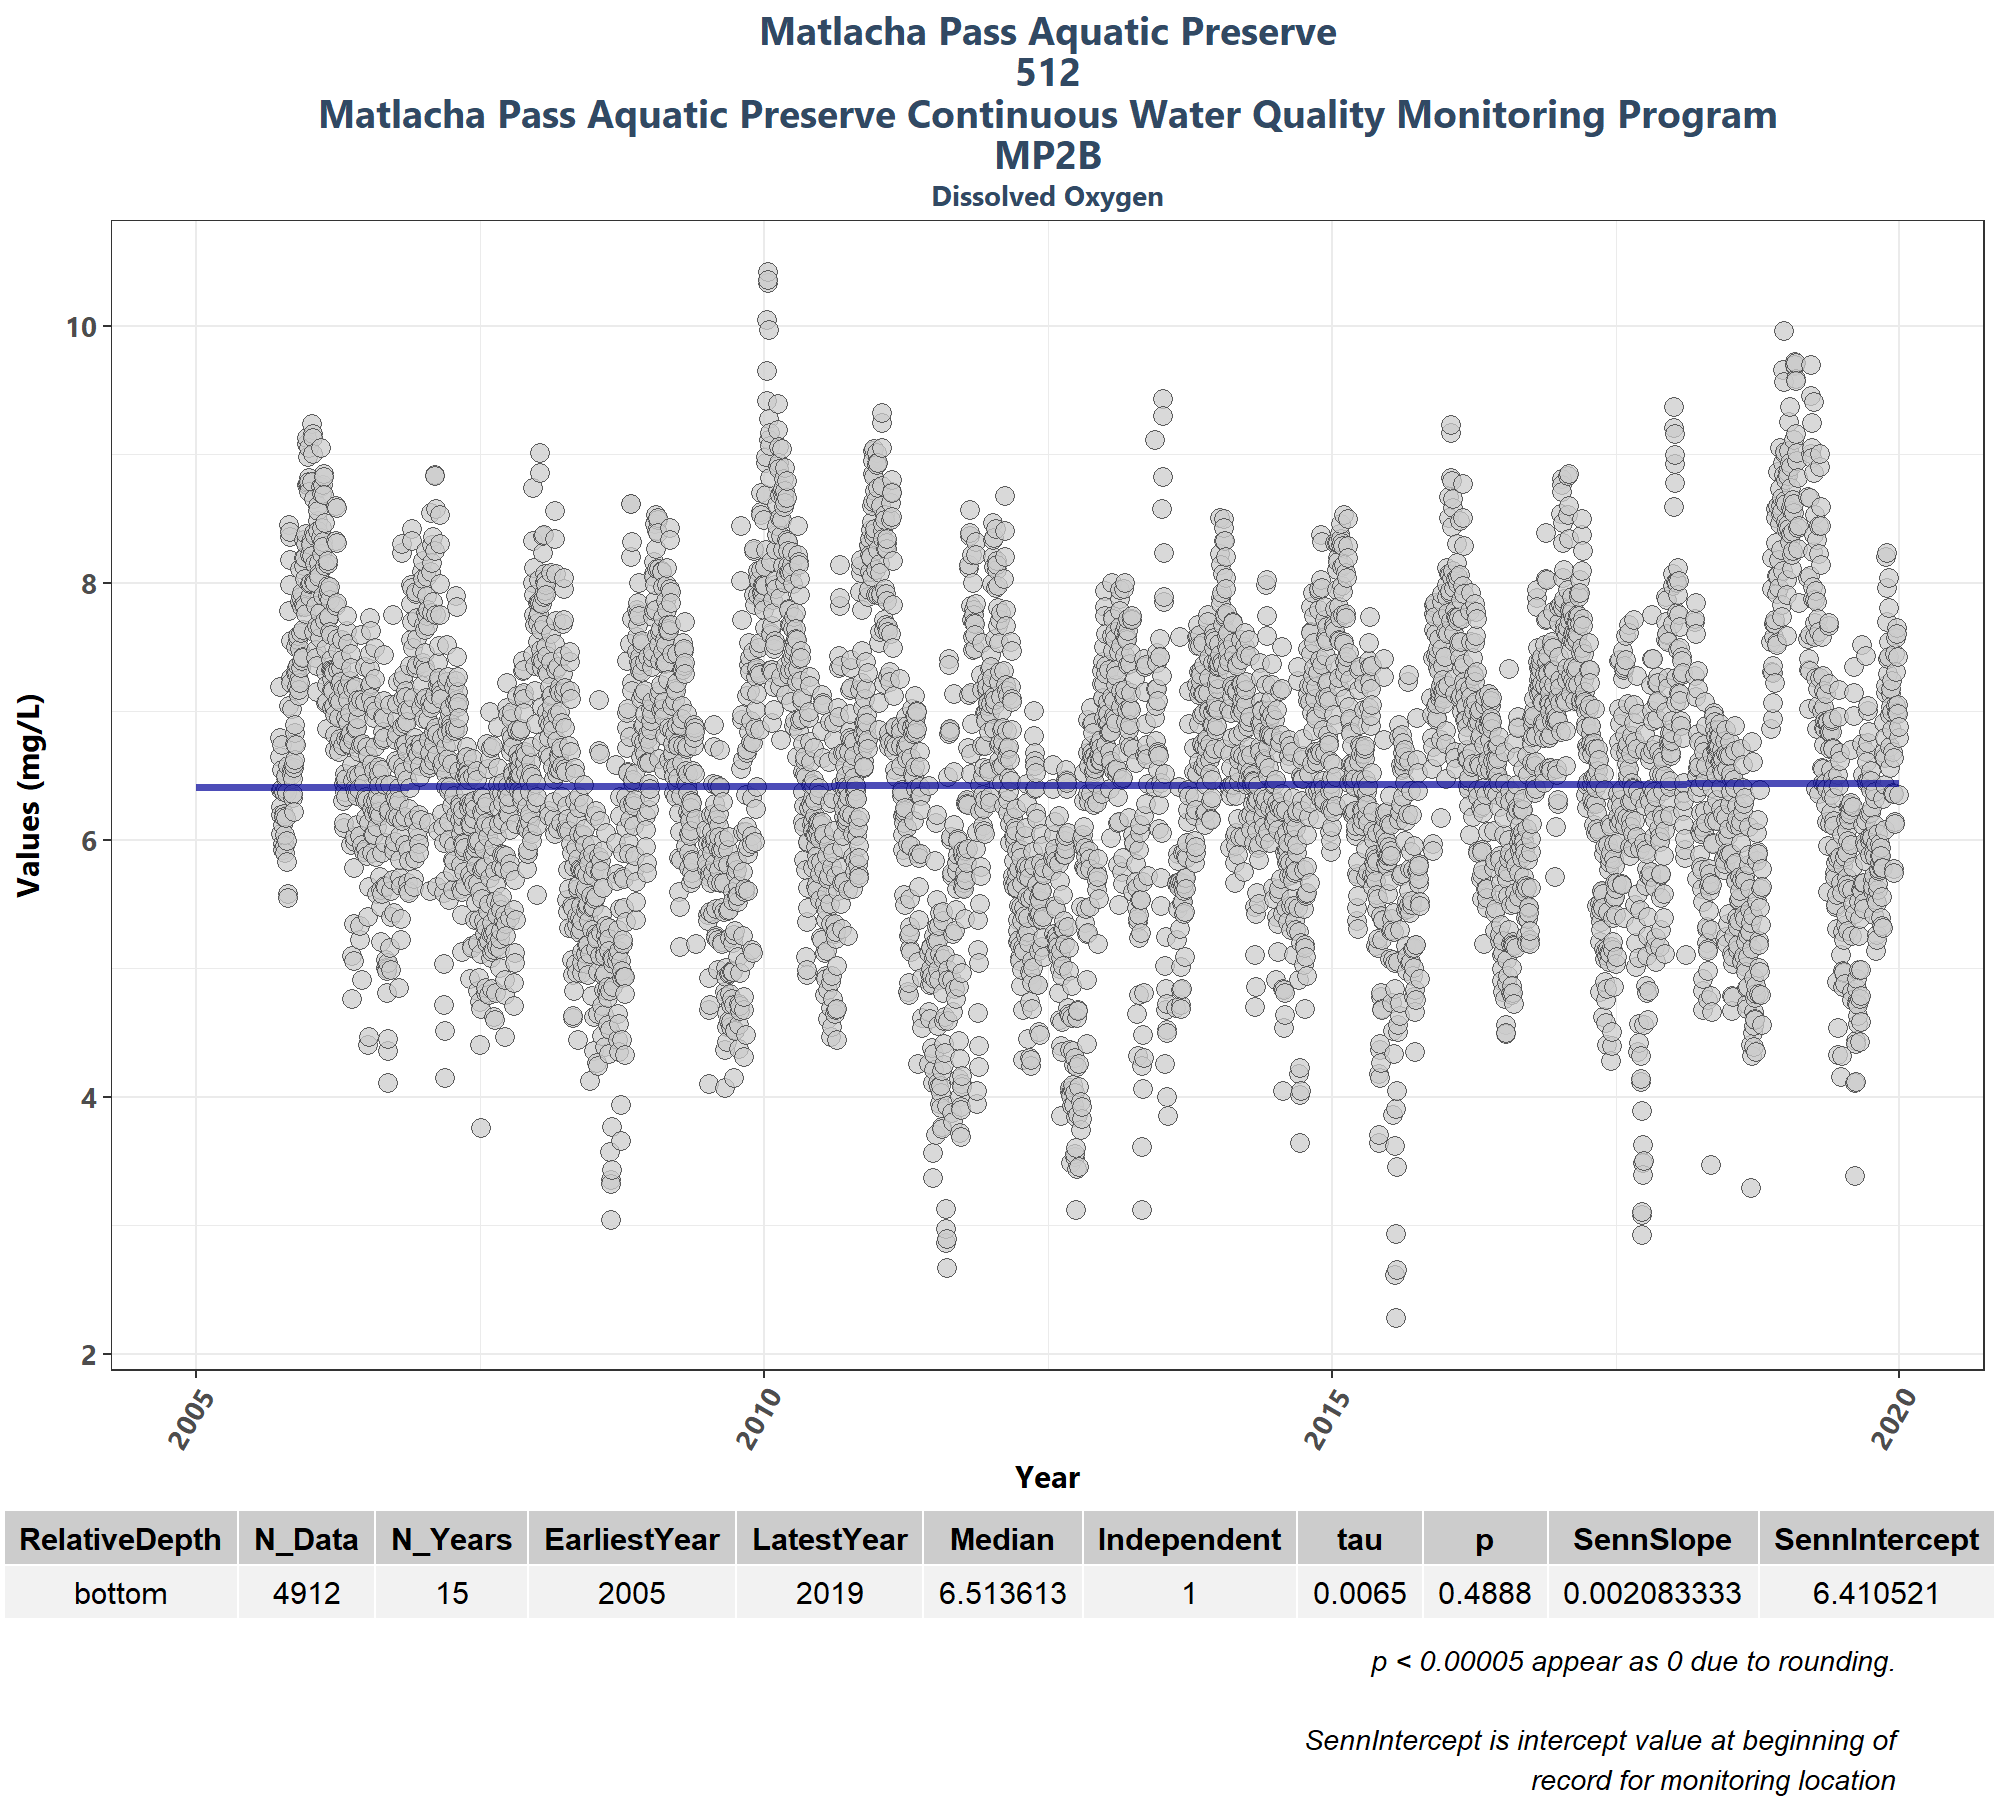 Matlacha Pass Aquatic Preserve
512
Matlacha Pass Aquatic Preserve Continuous Water Quality Monitoring Program
MP2B
Dissolved Oxygen
Values (mg/L)
10
8
6
4
2
2005
2010
2015
2020
Year
RelativeDepth N_Data N_Years EarliestYear LatestYear Median Independent tau p SennSlope SennIntercept
bottom 4912 15 2005 2019 6.513613 1 0.0065 0.4888 0.002083333 6.410521
p < 0.00005 appear as 0 due to rounding.
SennIntercept is intercept value at beginning of
record for monitoring location